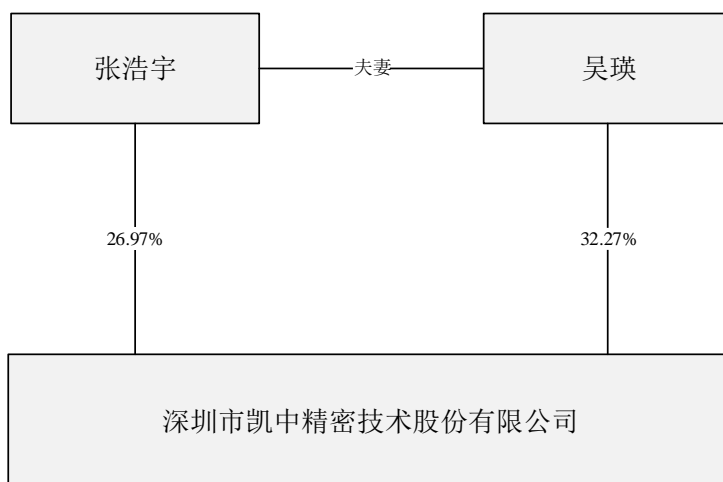 张浩宇
夫妻
吴瑛
26.97%
32.27%
深圳市凯中精密技术股份有限公司